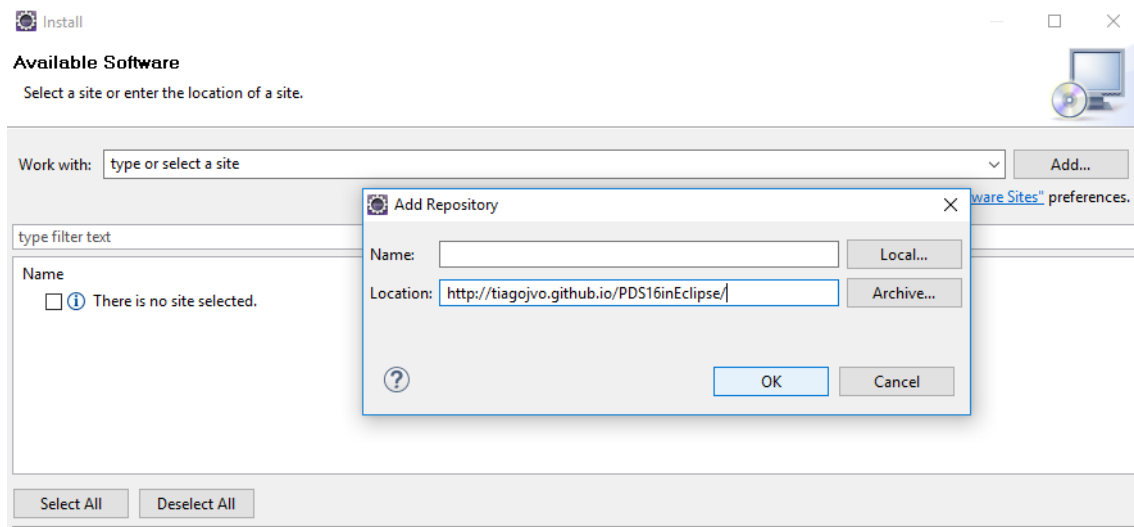 Install
Available Software
Select a site or enter the location of a site.
Work with: type or select a site Add...
ware Sites" preferences.
Add Repository
Name: Local...
Location: http://tiagojvo.github.io/PDS16inEclipse/ Archive...
? OK Cancel
type filter text
Name
There is no site selected.
Select All Deselect All